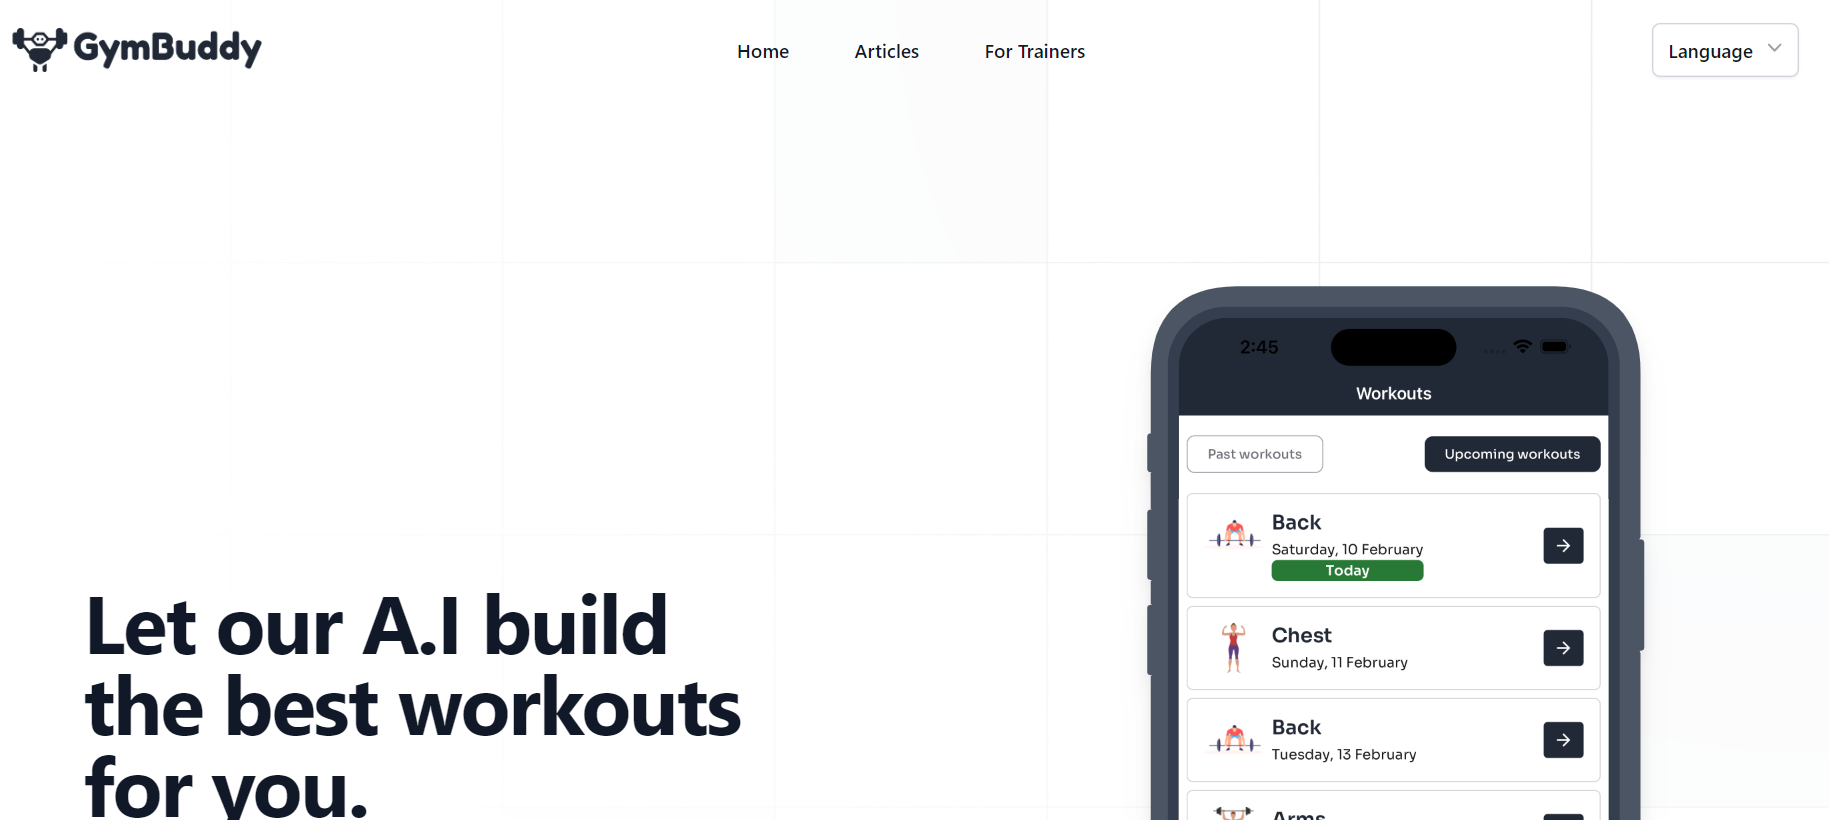 GymBuddy
Home
Articles
For Trainers
Language
Let our A.I build
the best workouts
for you.
2:45
Workouts
Past workouts
Upcoming workouts
Back
Saturday, 10 February
Today
Chest
Sunday, 11 February
Back
Tuesday, 13 February
Arms